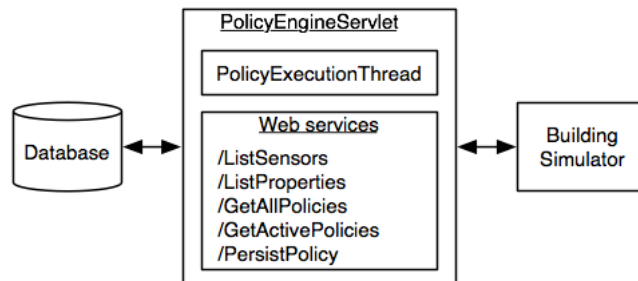 PolicyEngineServlet
PolicyExecutionThread
Database
Web services
/ListSensors
/ListProperties
/GetAllPolicies
/GetActivePolicies
/PersistPolicy
Building
Simulator